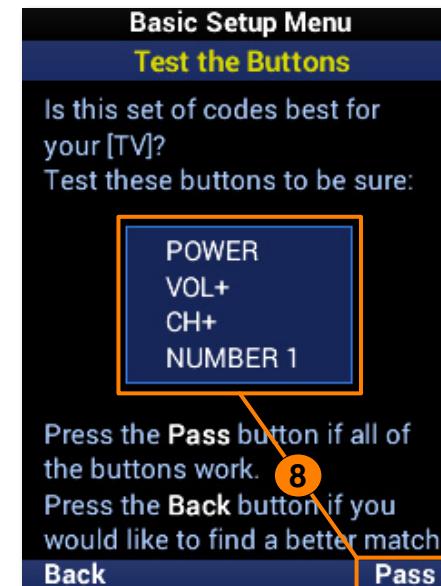 Basic Setup Menu
Test the Buttons
Is this set of codes best for
your [TV]?
Test these buttons to be sure:
POWER
VOL+
CH+
NUMBER 1
Press the Pass button if all of
the buttons work.
8
Press the Back button if you
would like to find a better match
Back Pass